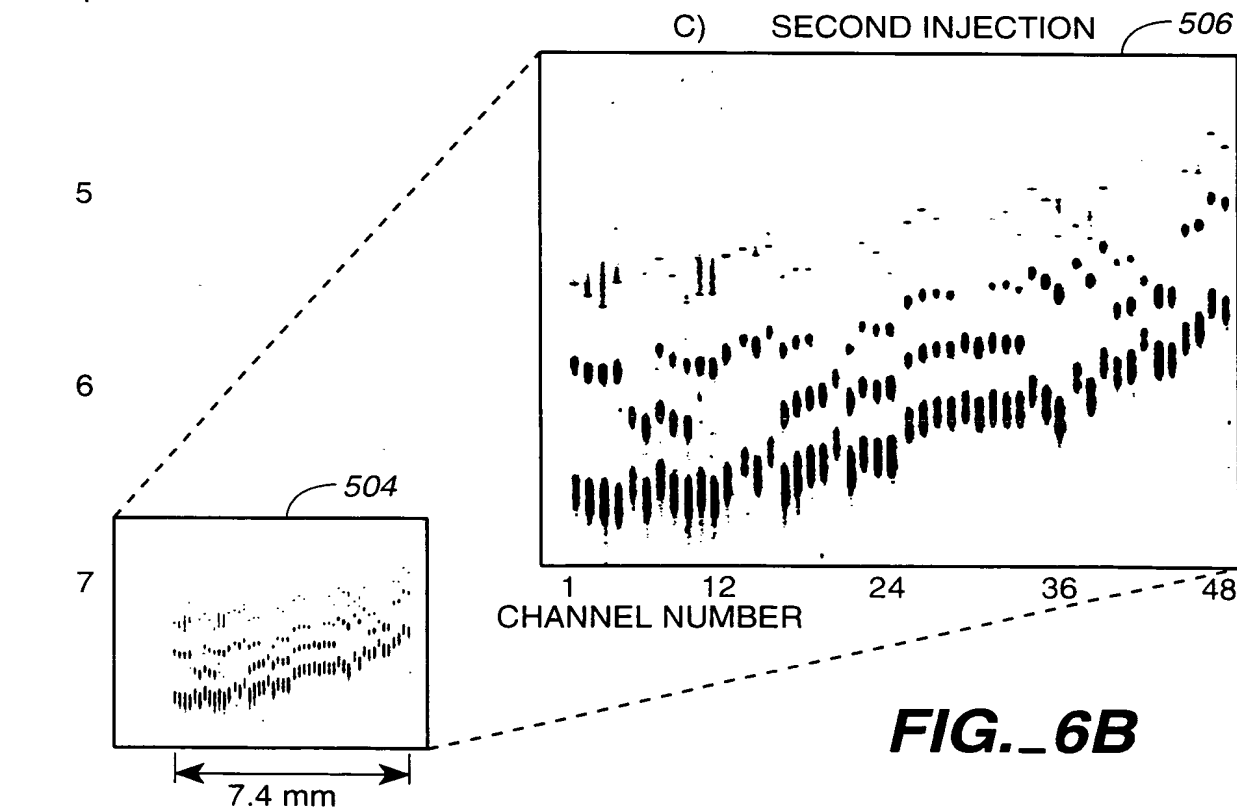 C) SECOND INJECTION 506
5
6
504
7
1 12 24 36 48
CHANNEL NUMBER
FIG._6B
7.4 mm